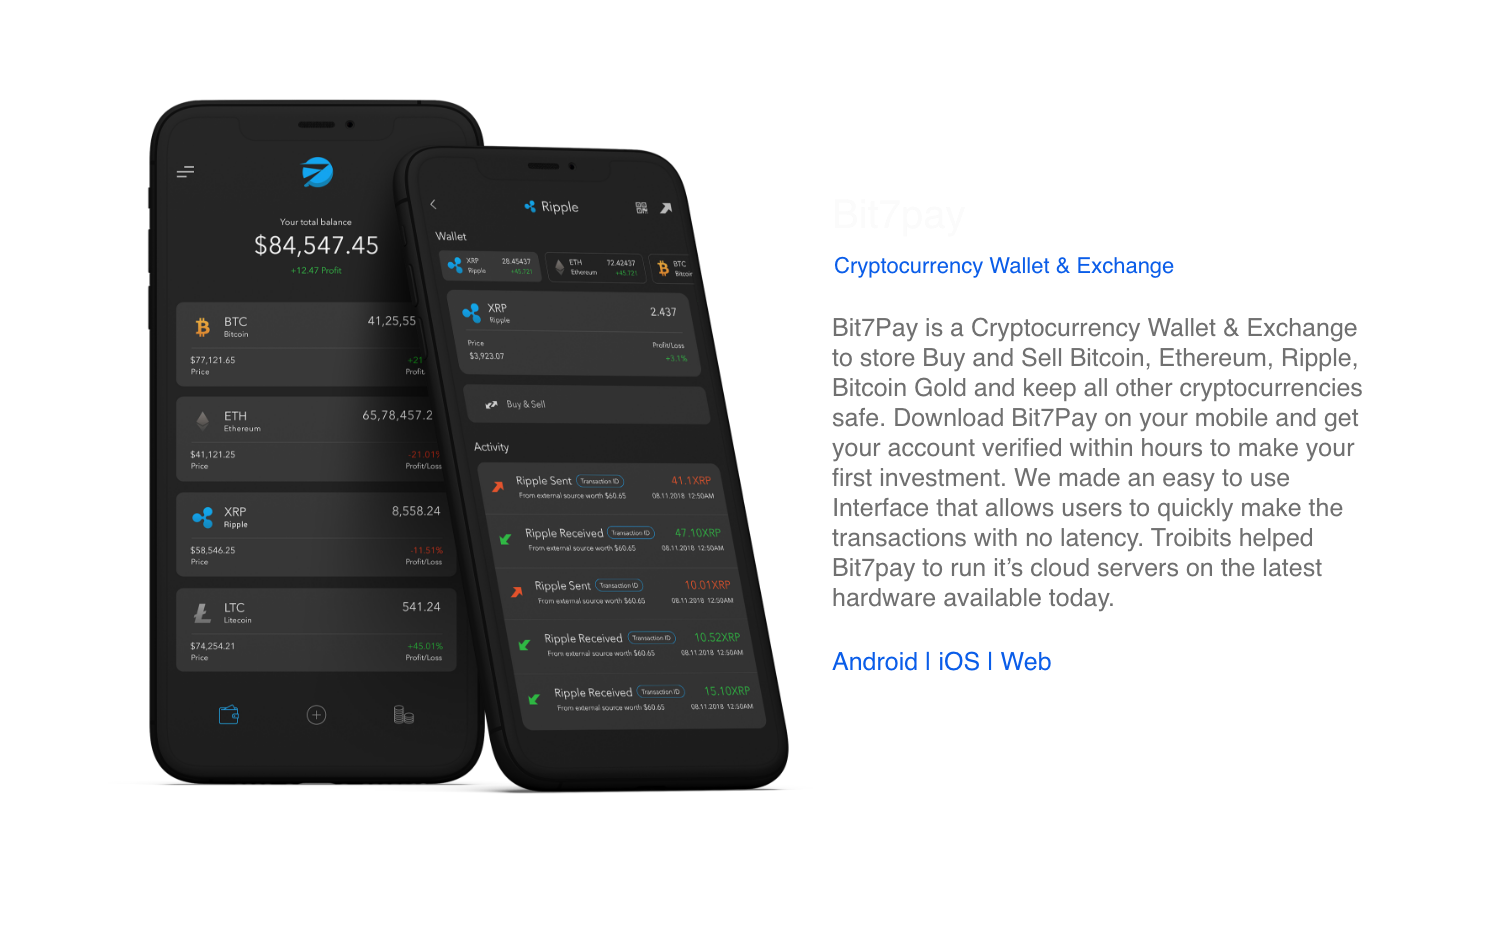 Your total balance
$84,547.45
+12.47 Profit
BTC
Bitcoin
41,25,55
$77,121.65
Price
+21
Profit
ETH
Ethereum
65,78,457.2
$41,121.25
Price
-21.01%
Profit/Loss
XRP
Ripple
8,558.24
$58,546.25
Price
-11.51%
Profit/Loss
LTC
Litecoin
541.24
$74,254.21
Price
+45.01%
Profit/Loss
Ripple
Wallet
XRP 28.45437
Ripple +45.721
ETH 72.42437
Ethereum +45.721
BTC
Bitcoin
XRP
Ripple
2.437
Price
$3,923.07
Profit/Loss
+3.1%
Buy & Sell
Activity
Ripple Sent Transaction ID 41.1XRP
From external source worth $60.65 08.11.2018 12:50AM
Ripple Received Transaction ID 47.10XRP
From external source worth $60.65 08.11.2018 12:50AM
Ripple Sent Transaction ID 10.01XRP
From external source worth $60.65 08.11.2018 12:50AM
Ripple Received Transaction ID 10.52XRP
From external source worth $60.65 08.11.2018 12:50AM
Ripple Received Transaction ID 15.10XRP
From external source worth $60.65 08.11.2018 12:50AM
Bit7pay
Cryptocurrency Wallet & Exchange
Bit7Pay is a Cryptocurrency Wallet & Exchange
to store Buy and Sell Bitcoin, Ethereum, Ripple,
Bitcoin Gold and keep all other cryptocurrencies
safe. Download Bit7Pay on your mobile and get
your account verified within hours to make your
first investment. We made an easy to use
Interface that allows users to quickly make the
transactions with no latency. Troibits helped
Bit7pay to run it’s cloud servers on the latest
hardware available today.
Android | iOS | Web